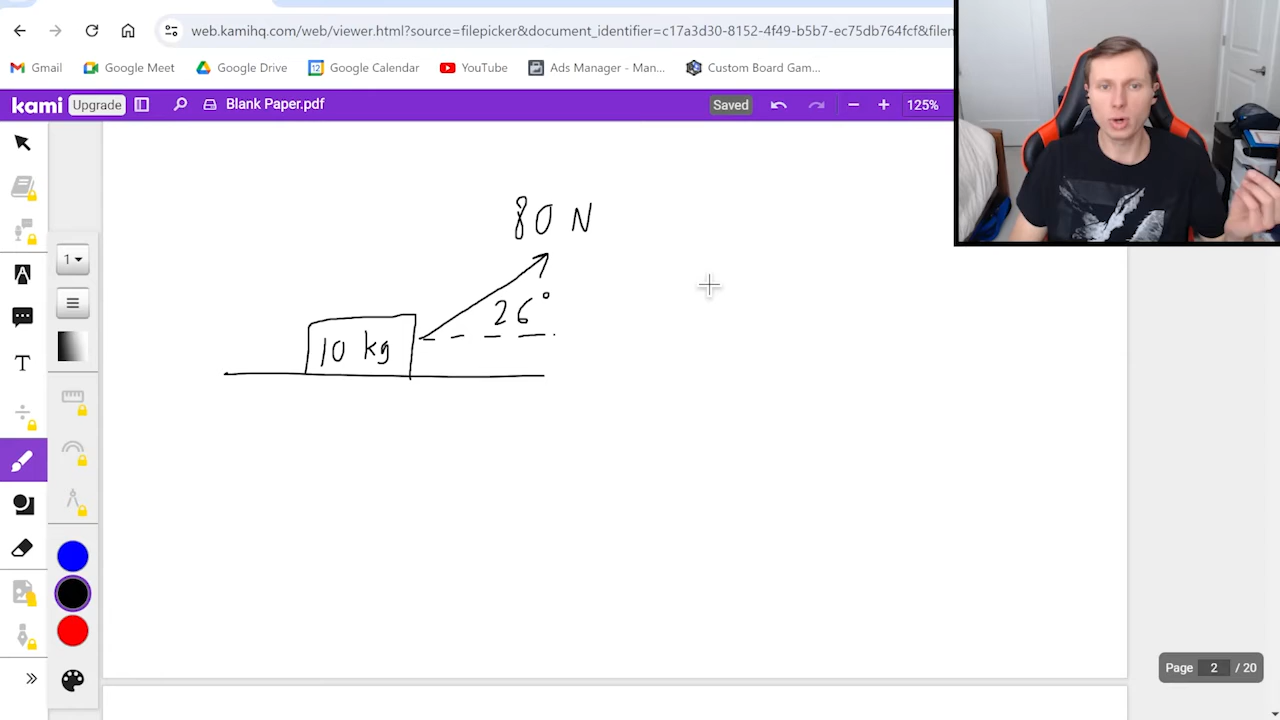 web.kamihq.com/web/viewer.html?source=filepicker&document_identifier=c17a3d30-8152-4f49-b5b7-ec75db764fcf&filen
Gmail Google Meet Google Drive 12 Google Calendar YouTube Ads Manager - Man... Custom Board Gam...
kami Upgrade Blank Paper.pdf Saved 125%
80 N
1
26°
10 kg
A
T
Page 2 / 20